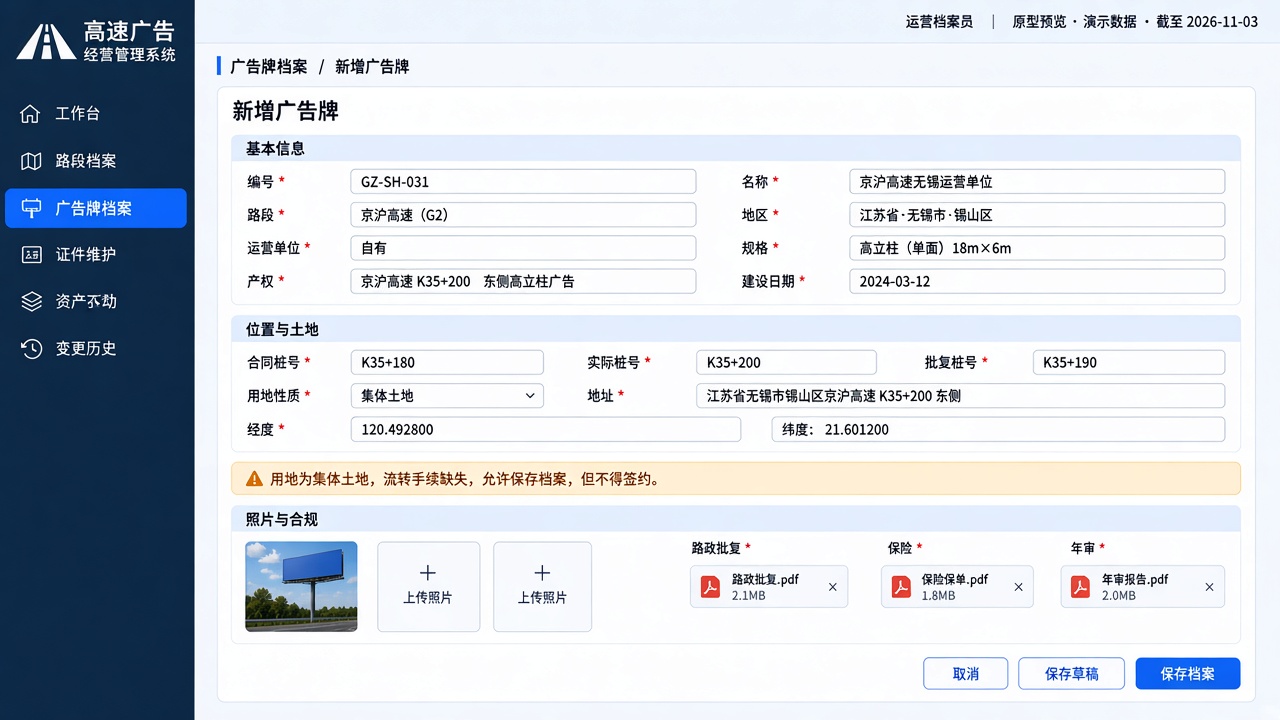 高速广告
经营管理系统
工作台
路段档案
广告牌档案
证件维护
变更历史
运营档案员 | 原型预览 · 演示数据 · 截至 2026-11-03
广告牌档案 / 新增广告牌
新增广告牌
基本信息
编号 * GZ-SH-031 名称 * 京沪高速无锡运营单位
路段 * 京沪高速（G2） 地区 * 江苏省·无锡市·锡山区
运营单位 * 自有 规格 * 高立柱（单面）18m×6m
产权 * 京沪高速 K35+200 东侧高立柱广告 建设日期 * 2024-03-12
位置与土地
合同桩号 * K35+180 实际桩号 * K35+200 批复桩号 * K35+190
用地性质 * 集体土地 地址 * 江苏省无锡市锡山区京沪高速 K35+200 东侧
经度 * 120.492800 纬度： 21.601200
用地为集体土地，流转手续缺失，允许保存档案，但不得签约。
照片与合规
上传照片 上传照片
路政批复 * 保险 * 年审 *
路政批复.pdf 保险保单.pdf 年审报告.pdf
2.1MB 1.8MB 2.0MB
取消 保存草稿 保存档案